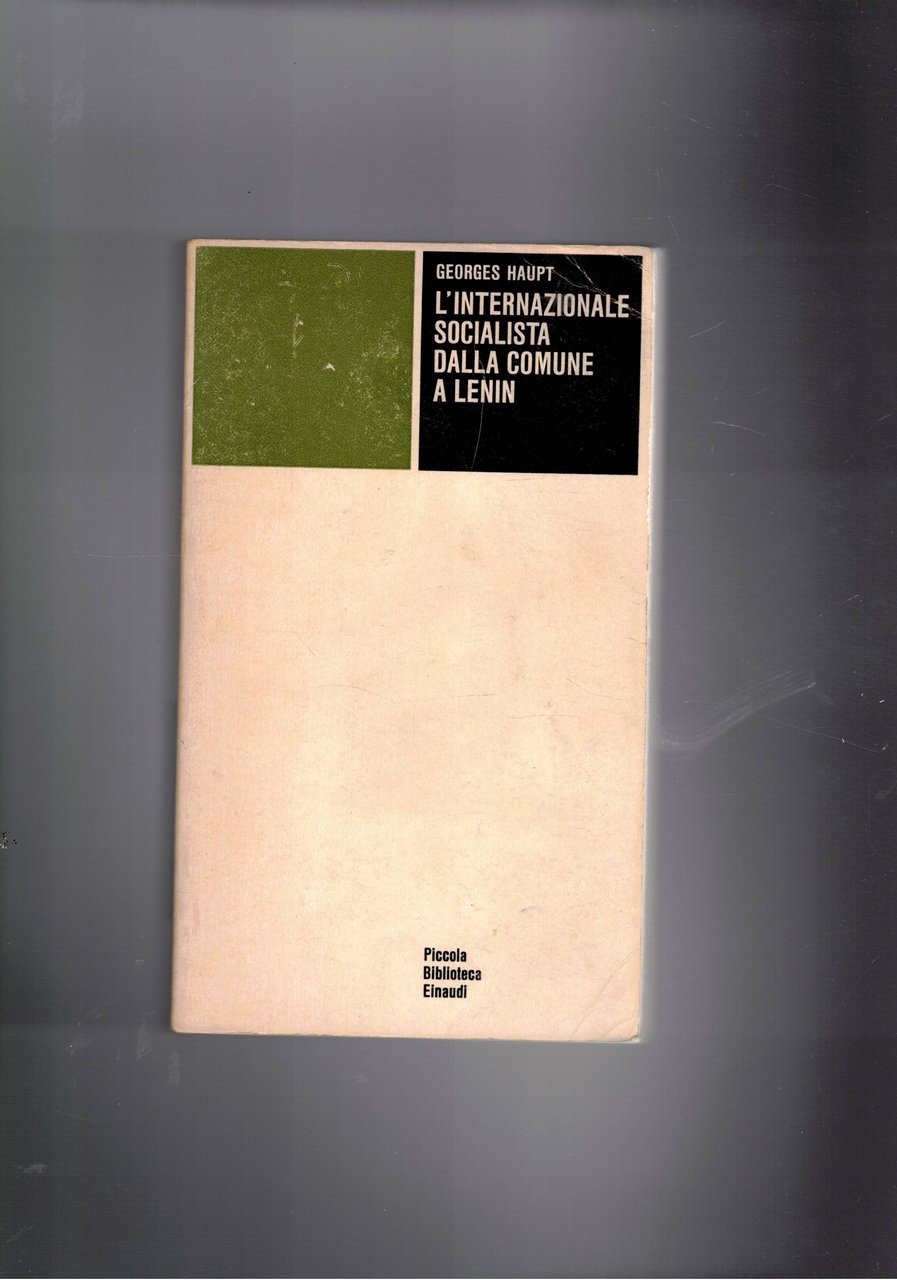 GEORGES HAUPT
L'INTERNAZIONALE
SOCIALISTA
DALLA COMUNE
A LENIN
Piccola
Biblioteca
Einaudi